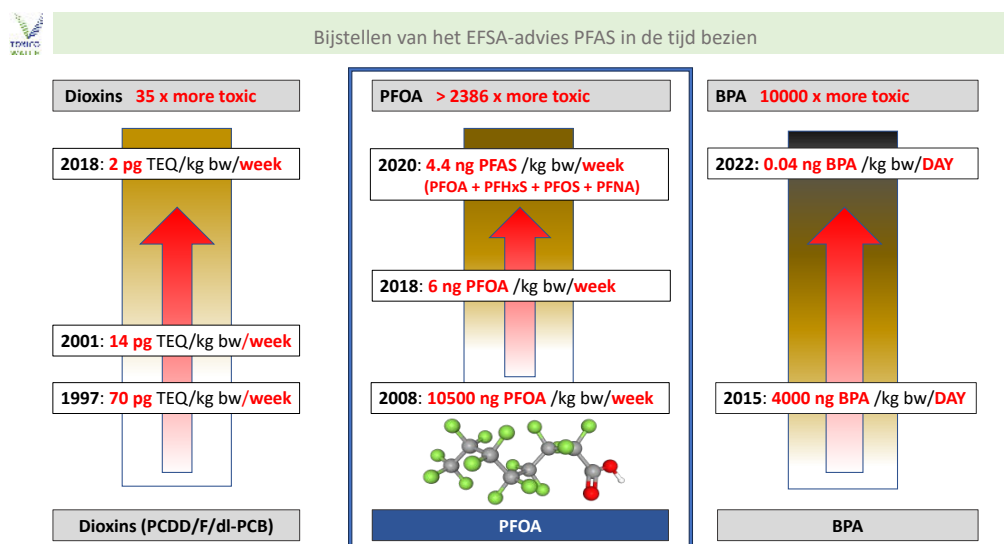 TOXICO
WATCH
Bijstellen van het EFSA-advies PFAS in de tijd bezien
Dioxins 35 x more toxic
2018: 2 pg TEQ/kg bw/week
2001: 14 pg TEQ/kg bw/week
1997: 70 pg TEQ/kg bw/week
Dioxins (PCDD/F/dl-PCB)
PFOA > 2386 x more toxic
2020: 4.4 ng PFAS /kg bw/week
(PFOA + PFHxS + PFOS + PFNA)
2018: 6 ng PFOA /kg bw/week
2008: 10500 ng PFOA /kg bw/week
PFOA
BPA 10000 x more toxic
2022: 0.04 ng BPA /kg bw/DAY
2015: 4000 ng BPA /kg bw/DAY
BPA